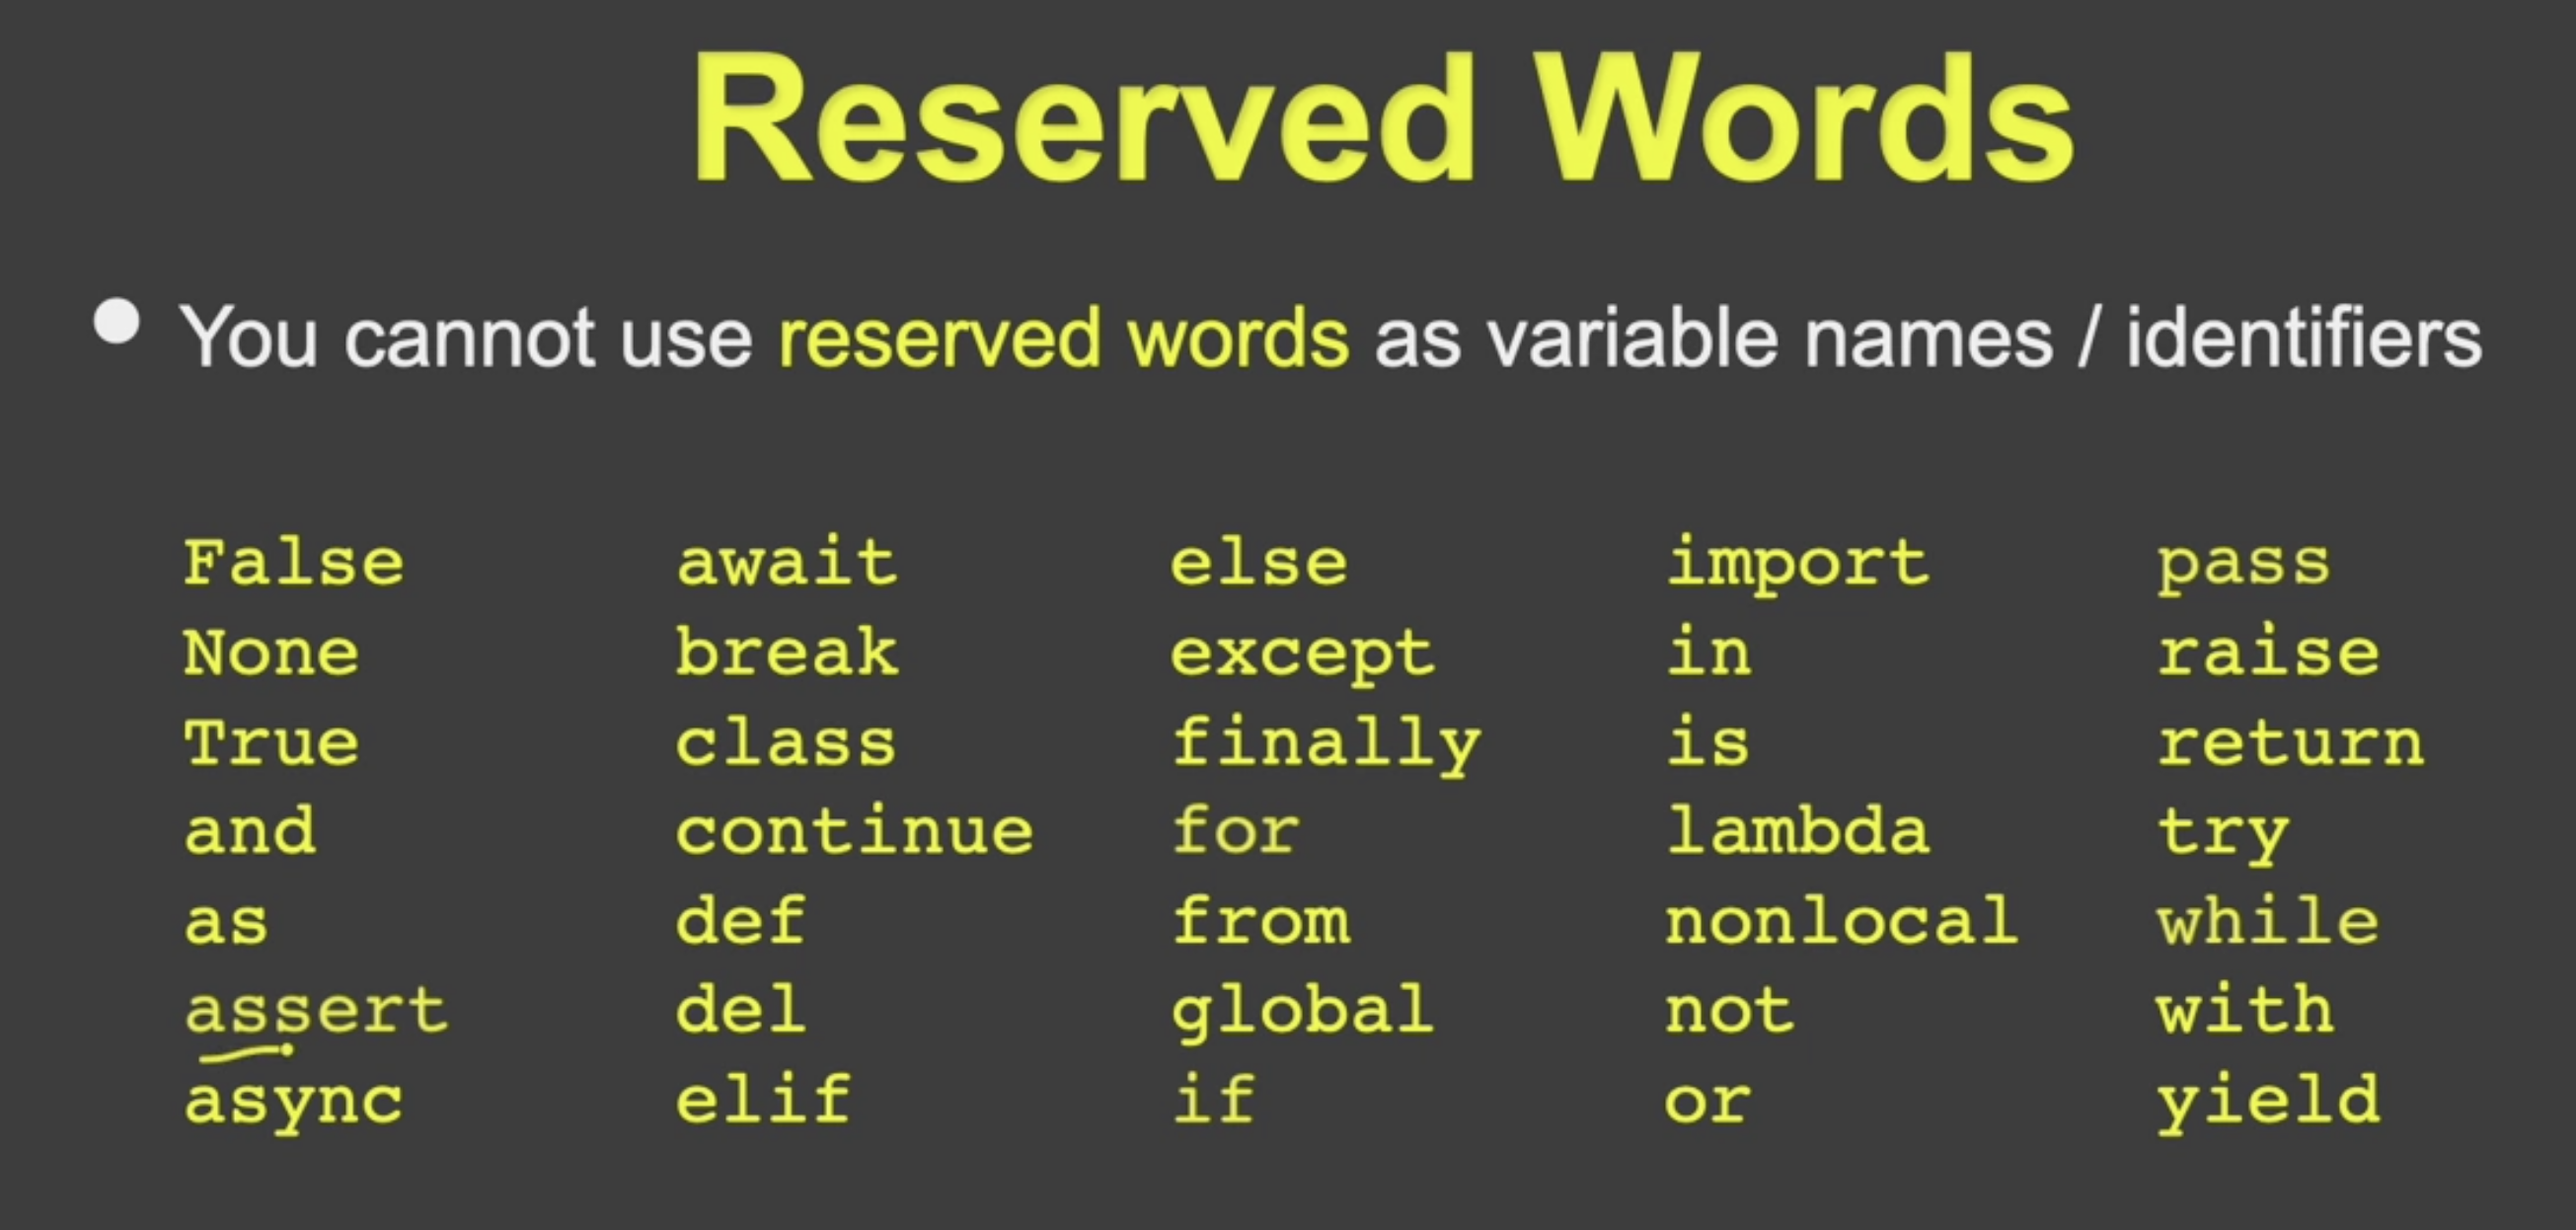 Reserved Words
● You cannot use reserved words as variable names / identifiers
False await else import pass
None break except in raise
True class finally is return
and continue for lambda try
as def from nonlocal while
assert del global not with
async elif if or yield